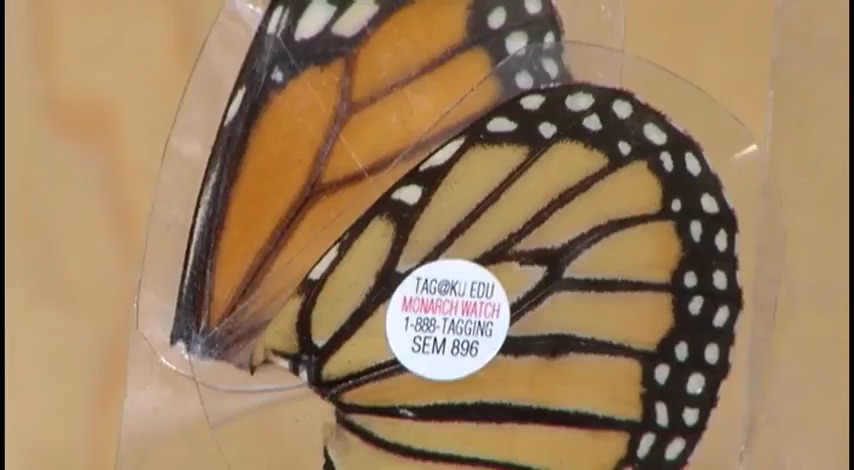 TAG@KU.EDU
MONARCH WATCH
1-888-TAGGING
SEM 896